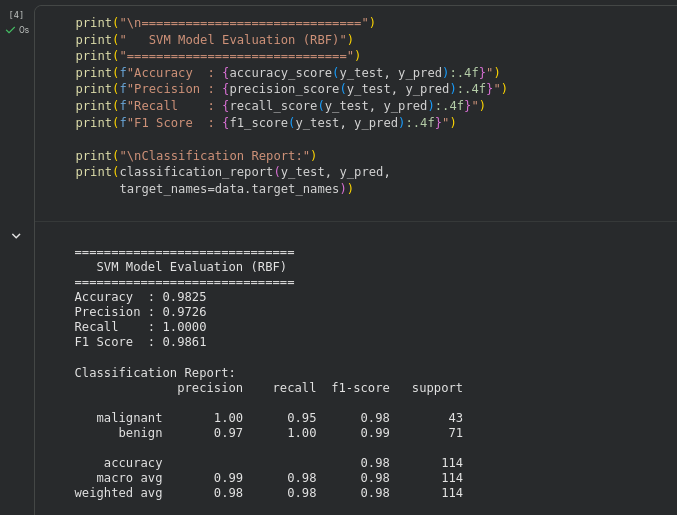 [4]
0s
print("\n==============================")
print("   SVM Model Evaluation (RBF)")
print("==============================")
print(f"Accuracy  : {accuracy_score(y_test, y_pred):.4f}")
print(f"Precision : {precision_score(y_test, y_pred):.4f}")
print(f"Recall    : {recall_score(y_test, y_pred):.4f}")
print(f"F1 Score  : {f1_score(y_test, y_pred):.4f}")
print("\nClassification Report:")
print(classification_report(y_test, y_pred,
      target_names=data.target_names))
==============================
   SVM Model Evaluation (RBF)
==============================
Accuracy  : 0.9825
Precision : 0.9726
Recall    : 1.0000
F1 Score  : 0.9861
Classification Report:
              precision    recall  f1-score   support
   malignant       1.00      0.95      0.98        43
      benign       0.97      1.00      0.99        71
    accuracy                           0.98       114
   macro avg       0.99      0.98      0.98       114
weighted avg       0.98      0.98      0.98       114